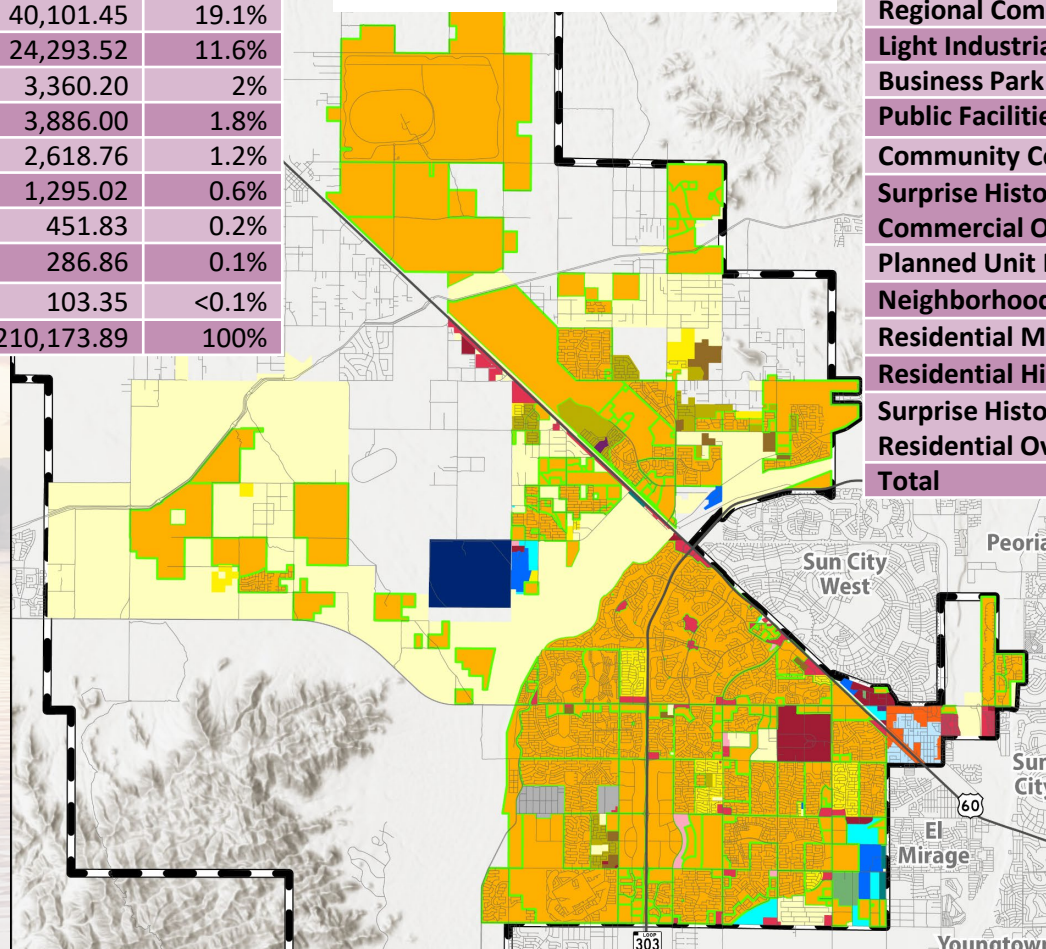 40,101.45 19.1%
24,293.52 11.6%
3,360.20 2%
3,886.00 1.8%
2,618.76 1.2%
1,295.02 0.6%
451.83 0.2%
286.86 0.1%
103.35 <0.1%
210,173.89 100%
Regional Com
Light Industria
Business Park
Public Facilitie
Community Co
Surprise Histo
Commercial O
Planned Unit
Neighborhood
Residential M
Residential Hi
Surprise Histo
Residential Ov
Total
Peoria
Sun City
West
Sun
City
60
El
Mirage
LOOP
303
Youngtow